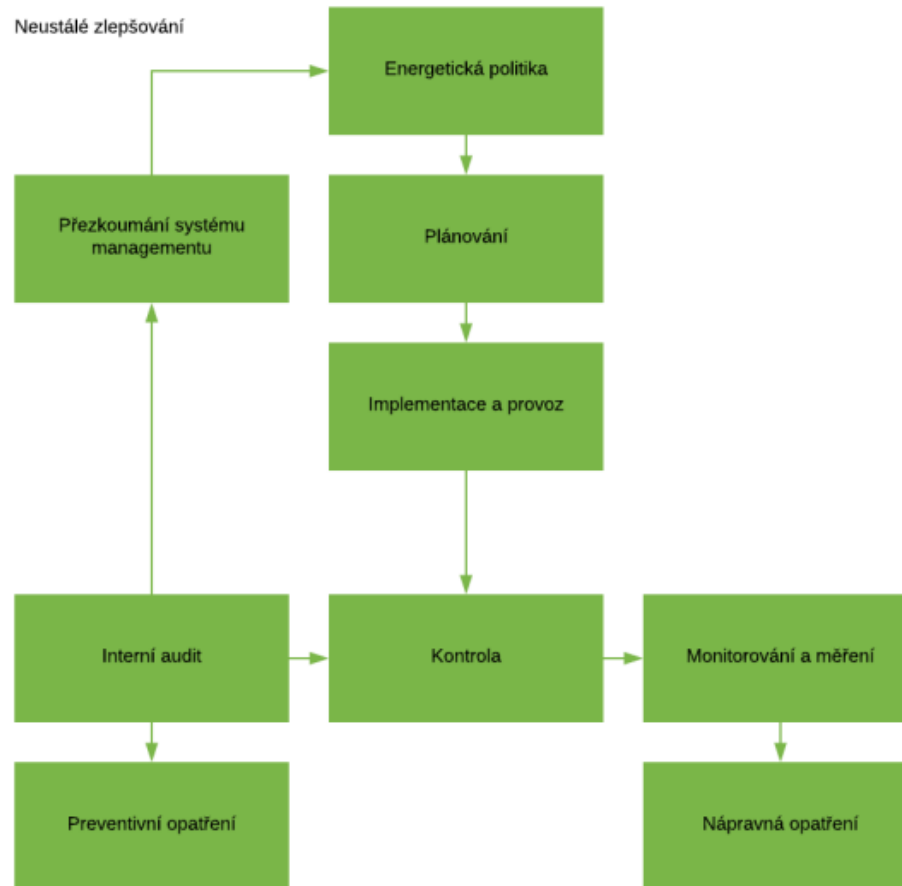 Neustálé zlepšování
Energetická politika
Přezkoumání systému
managementu
Plánování
Implementace a provoz
Interní audit
Kontrola
Monitorování a měření
Preventivní opatření
Nápravná opatření